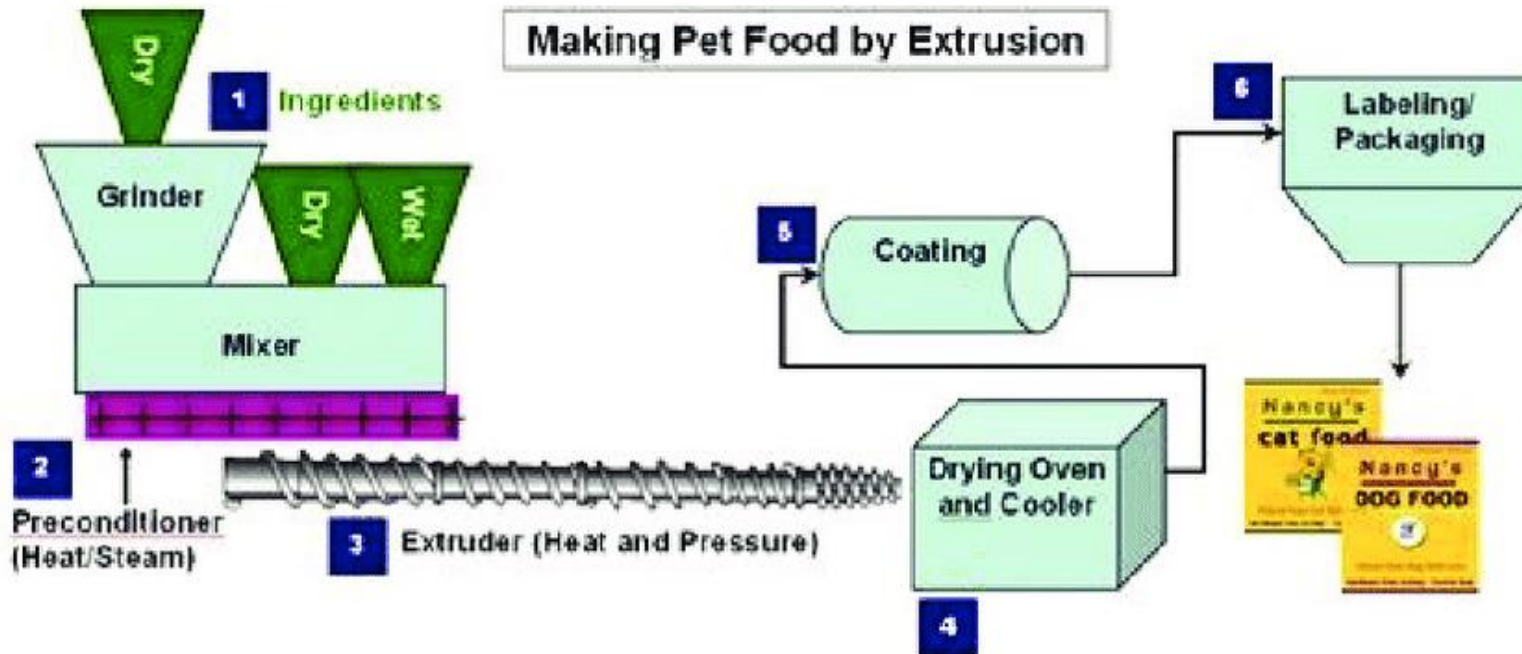 Making Pet Food by Extrusion
Dry
1 Ingredients
Grinder
Dry
Wet
Mixer
2
Preconditioner
(Heat/Steam)
3 Extruder (Heat and Pressure)
4
Drying Oven
and Cooler
5
Coating
6
Labeling/
Packaging
Nancy's
cat food
Nancy's
DOG FOOD